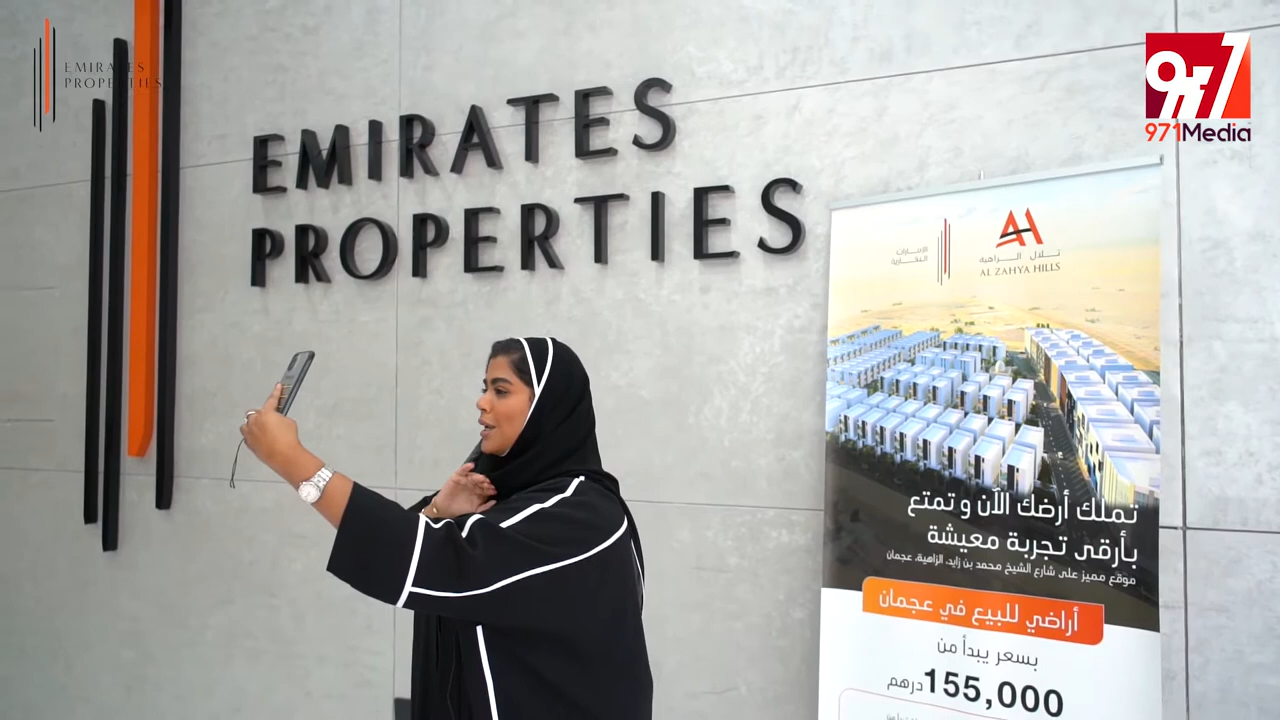 EMIRATES
PROPERTIES
971
971Media
EMIRATES
PROPERTIES
الإمارات
العقارية
AH
تلال الزاهية
AL ZAHYA HILLS
تملك أرضك الآن و تمتع
بأرقى تجربة معيشة
موقع مميز على شارع الشيخ محمد بن زايد، الزاهية، عجمان
أراضي للبيع في عجمان
بسعر يبدأ من
155,000 درهم